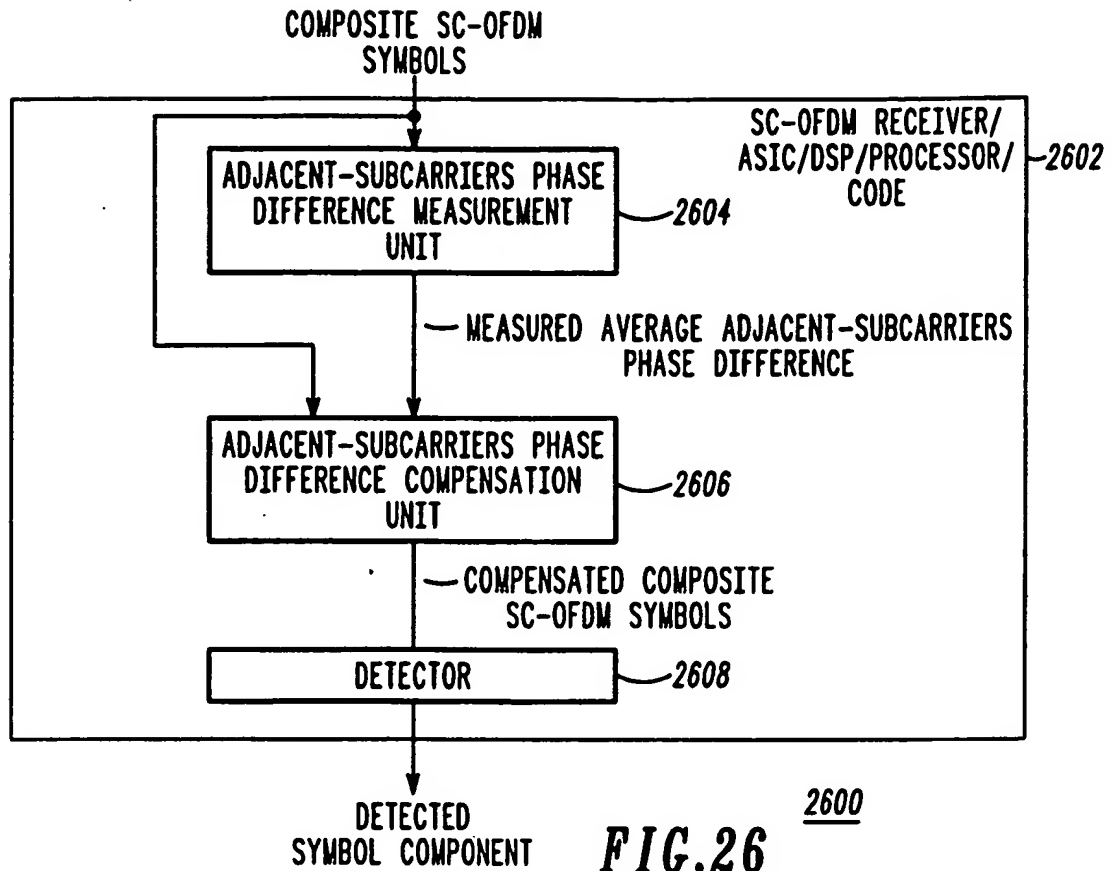 COMPOSITE SC-OFDM
SYMBOLS
SC-OFDM RECEIVER/
ASIC/DSP/PROCESSOR/
CODE
2602
ADJACENT-SUBCARRIERS PHASE
DIFFERENCE MEASUREMENT
UNIT
2604
MEASURED AVERAGE ADJACENT-SUBCARRIERS
PHASE DIFFERENCE
ADJACENT-SUBCARRIERS PHASE
DIFFERENCE COMPENSATION
UNIT
2606
COMPENSATED COMPOSITE
SC-OFDM SYMBOLS
DETECTOR
2608
DETECTED
SYMBOL COMPONENT
2600
FIG.26